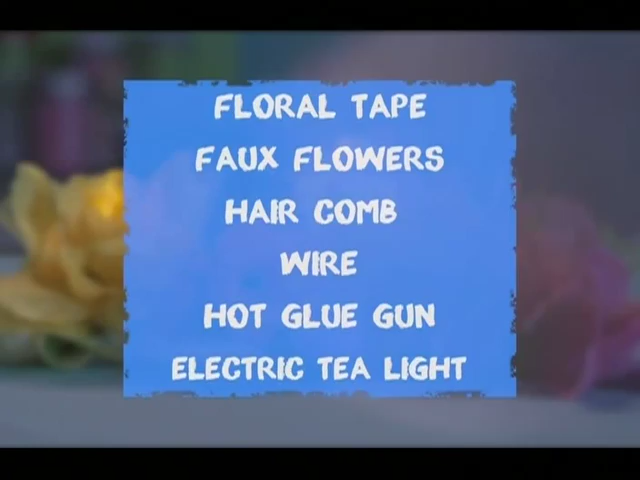 FLORAL TAPE
FAUX FLOWERS
HAIR COMB
WIRE
HOT GLUE GUN
ELECTRIC TEA LIGHT